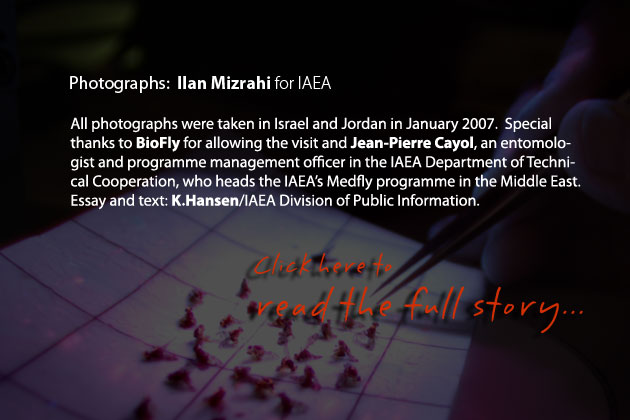 Photographs: Ilan Mizrahi for IAEA
All photographs were taken in Israel and Jordan in January 2007. Special
thanks to BioFly for allowing the visit and Jean-Pierre Cayol, an entomolo-
gist and programme management officer in the IAEA Department of Techni-
cal Cooperation, who heads the IAEA's Medfly programme in the Middle East.
Essay and text: K.Hansen/IAEA Division of Public Information.
Click here to
read the full story...